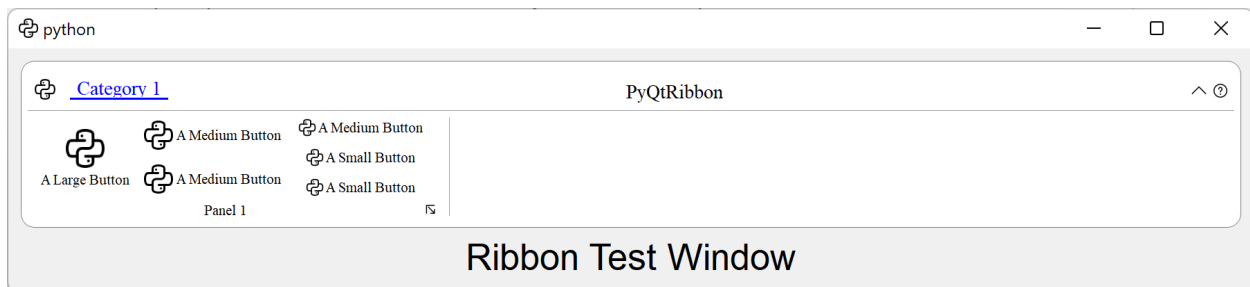 python
Category 1
PyQtRibbon
A Large Button
A Medium Button
A Medium Button
A Medium Button
A Small Button
A Small Button
Panel 1
Ribbon Test Window